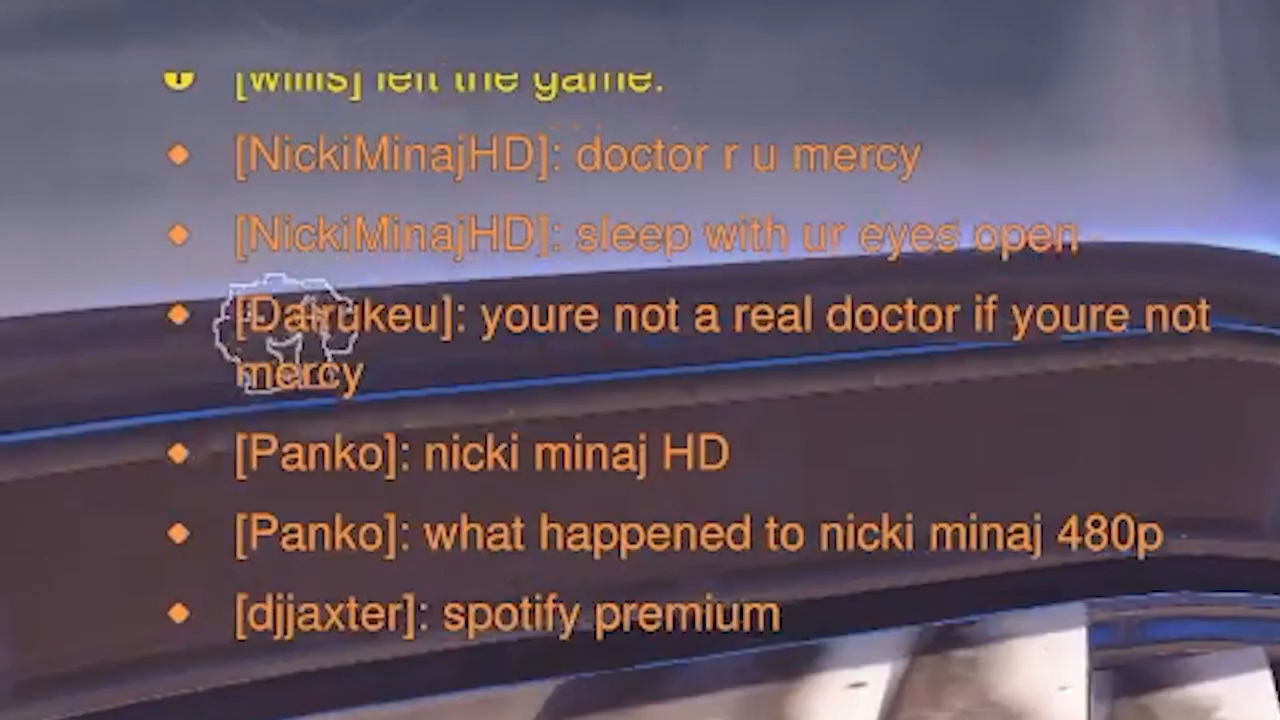 [willis] left the game.
[NickiMinajHD]: doctor r u mercy
[NickiMinajHD]: sleep with ur eyes open
[Dairukeu]: youre not a real doctor if youre not
mercy
[Panko]: nicki minaj HD
[Panko]: what happened to nicki minaj 480p
[djjaxter]: spotify premium